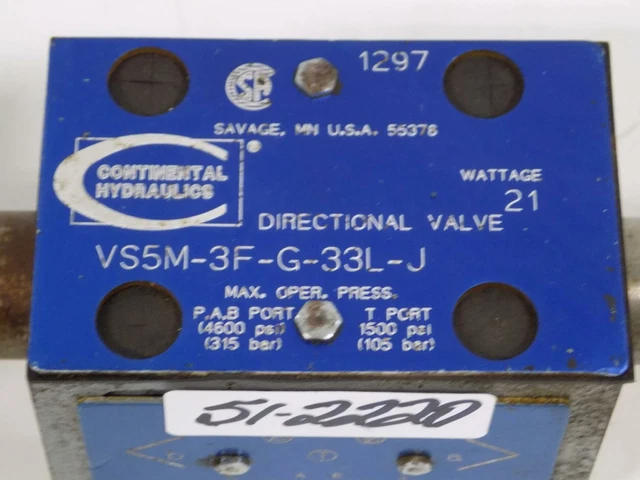 1297
SAVAGE, MN U.S.A. 55378
CONTINENTAL
HYDRAULICS
®
WATTAGE
21
DIRECTIONAL VALVE
VS5M-3F-G-33L-J
MAX. OPER. PRESS.
P,A,B PORT T PORT
(4600 psi) 1500 psi
(315 bar) (105 bar)
51-2220